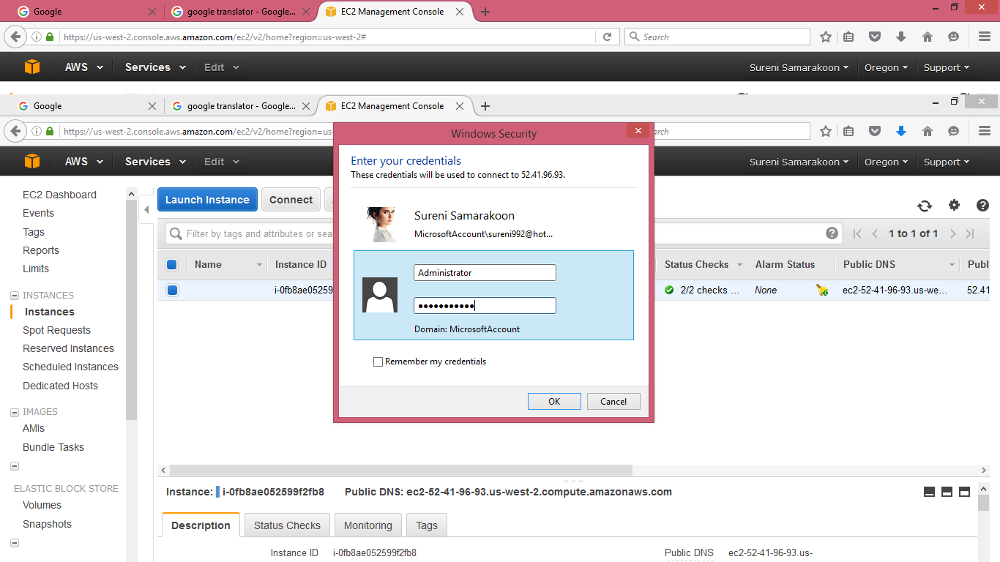 Google
google translator - Google...
EC2 Management Console
https://us-west-2.console.aws.amazon.com/ec2/v2/home?region=us-west-2#
Search
AWS
Services
Edit
Sureni Samarakoon
Oregon
Support
Google
google translator - Google...
EC2 Management Console
https://us-west-2.console.aws.amazon.com/ec2/v2/home?region=us-
AWS
Services
Edit
Sureni Samarakoon
Oregon
Support
Windows Security
Enter your credentials
These credentials will be used to connect to 52.41.96.93.
Sureni Samarakoon
MicrosoftAccount\sureni992@hot...
Administrator
Domain: MicrosoftAccount
Remember my credentials
OK
Cancel
EC2 Dashboard
Events
Tags
Reports
Limits
INSTANCES
Instances
Spot Requests
Reserved Instances
Scheduled Instances
Dedicated Hosts
IMAGES
AMIs
Bundle Tasks
ELASTIC BLOCK STORE
Volumes
Snapshots
Launch Instance
Connect
Filter by tags and attributes or
1 to 1 of 1
Name
Instance ID
Status Checks
Alarm Status
Public DNS
i-0fb8ae05259
2/2 checks ...
None
ec2-52-41-96-93.us-we...
52.41
Instance: i-0fb8ae052599f2fb8
Public DNS: ec2-52-41-96-93.us-west-2.compute.amazonaws.com
Description
Status Checks
Monitoring
Tags
Instance ID
i-0fb8ae052599f2fb8
Public DNS
ec2-52-41-96-93.us-